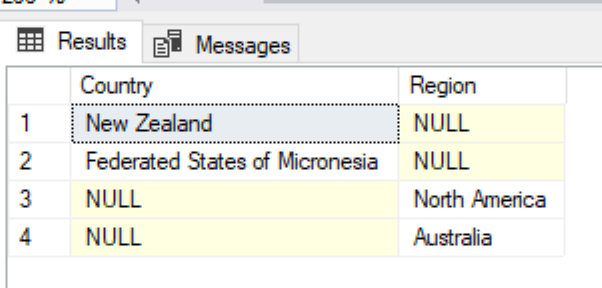 Results Messages
Country Region
1 New Zealand NULL
2 Federated States of Micronesia NULL
3 NULL North America
4 NULL Australia